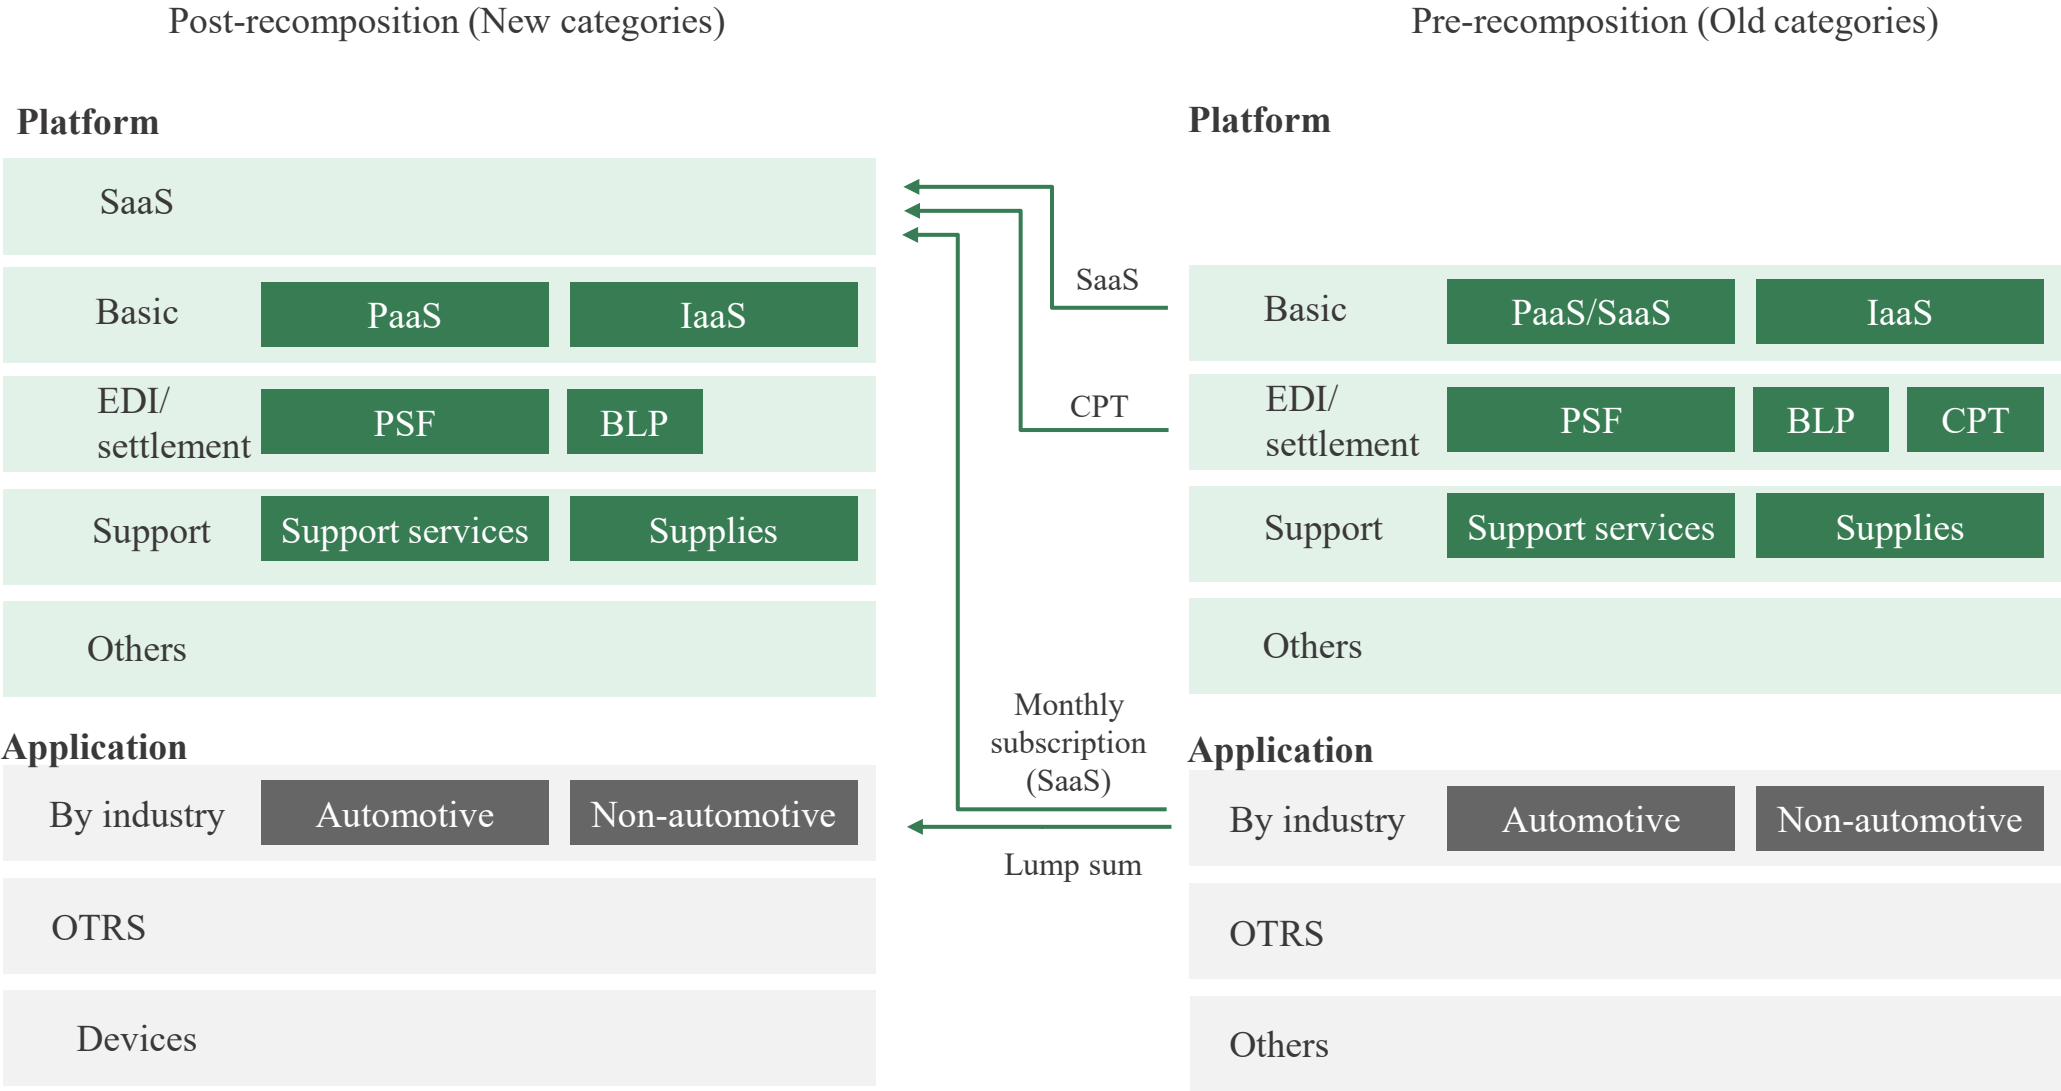 Post-recomposition (New categories)
Platform
SaaS
Basic
PaaS
IaaS
EDI/
settlement
PSF
BLP
Support
Support services
Supplies
Others
Application
By industry
Automotive
Non-automotive
OTRS
Devices
SaaS
CPT
Monthly
subscription
(SaaS)
Lump sum
Pre-recomposition (Old categories)
Platform
Basic
PaaS/SaaS
IaaS
EDI/
settlement
PSF
BLP
CPT
Support
Support services
Supplies
Others
Application
By industry
Automotive
Non-automotive
OTRS
Others